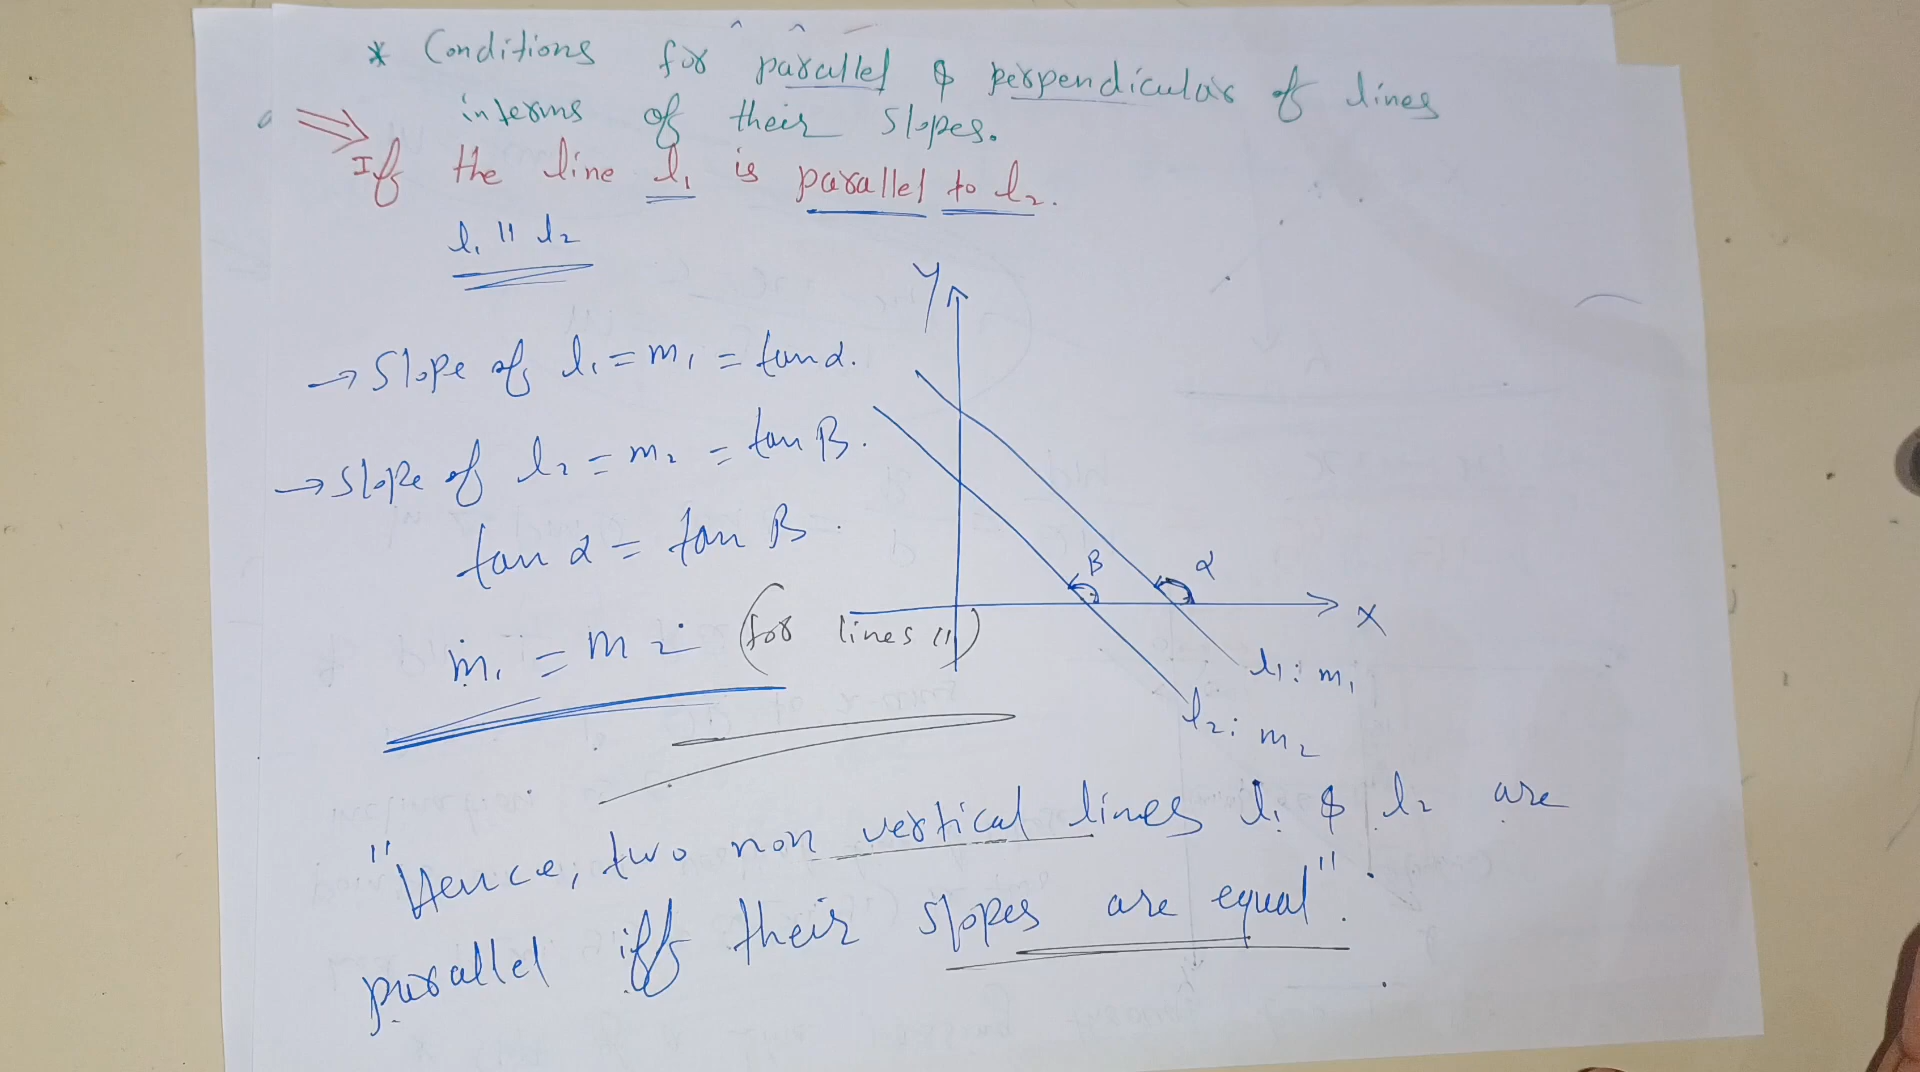 * Conditions for parallel & perpendicular of lines
interms of their slopes.
If the line l₁ is parallel to l₂.
l₁ || l₂
→ Slope of l₁ = m₁ = tan α.
→ Slope of l₂ = m₂ = tan β.
tan α = tan β.
m₁ = m₂ (for lines ||)
Y
β
α
X
l₁: m₁
l₂: m₂
"Hence, two non vertical lines l₁ & l₂ are
parallel iff their slopes are equal".